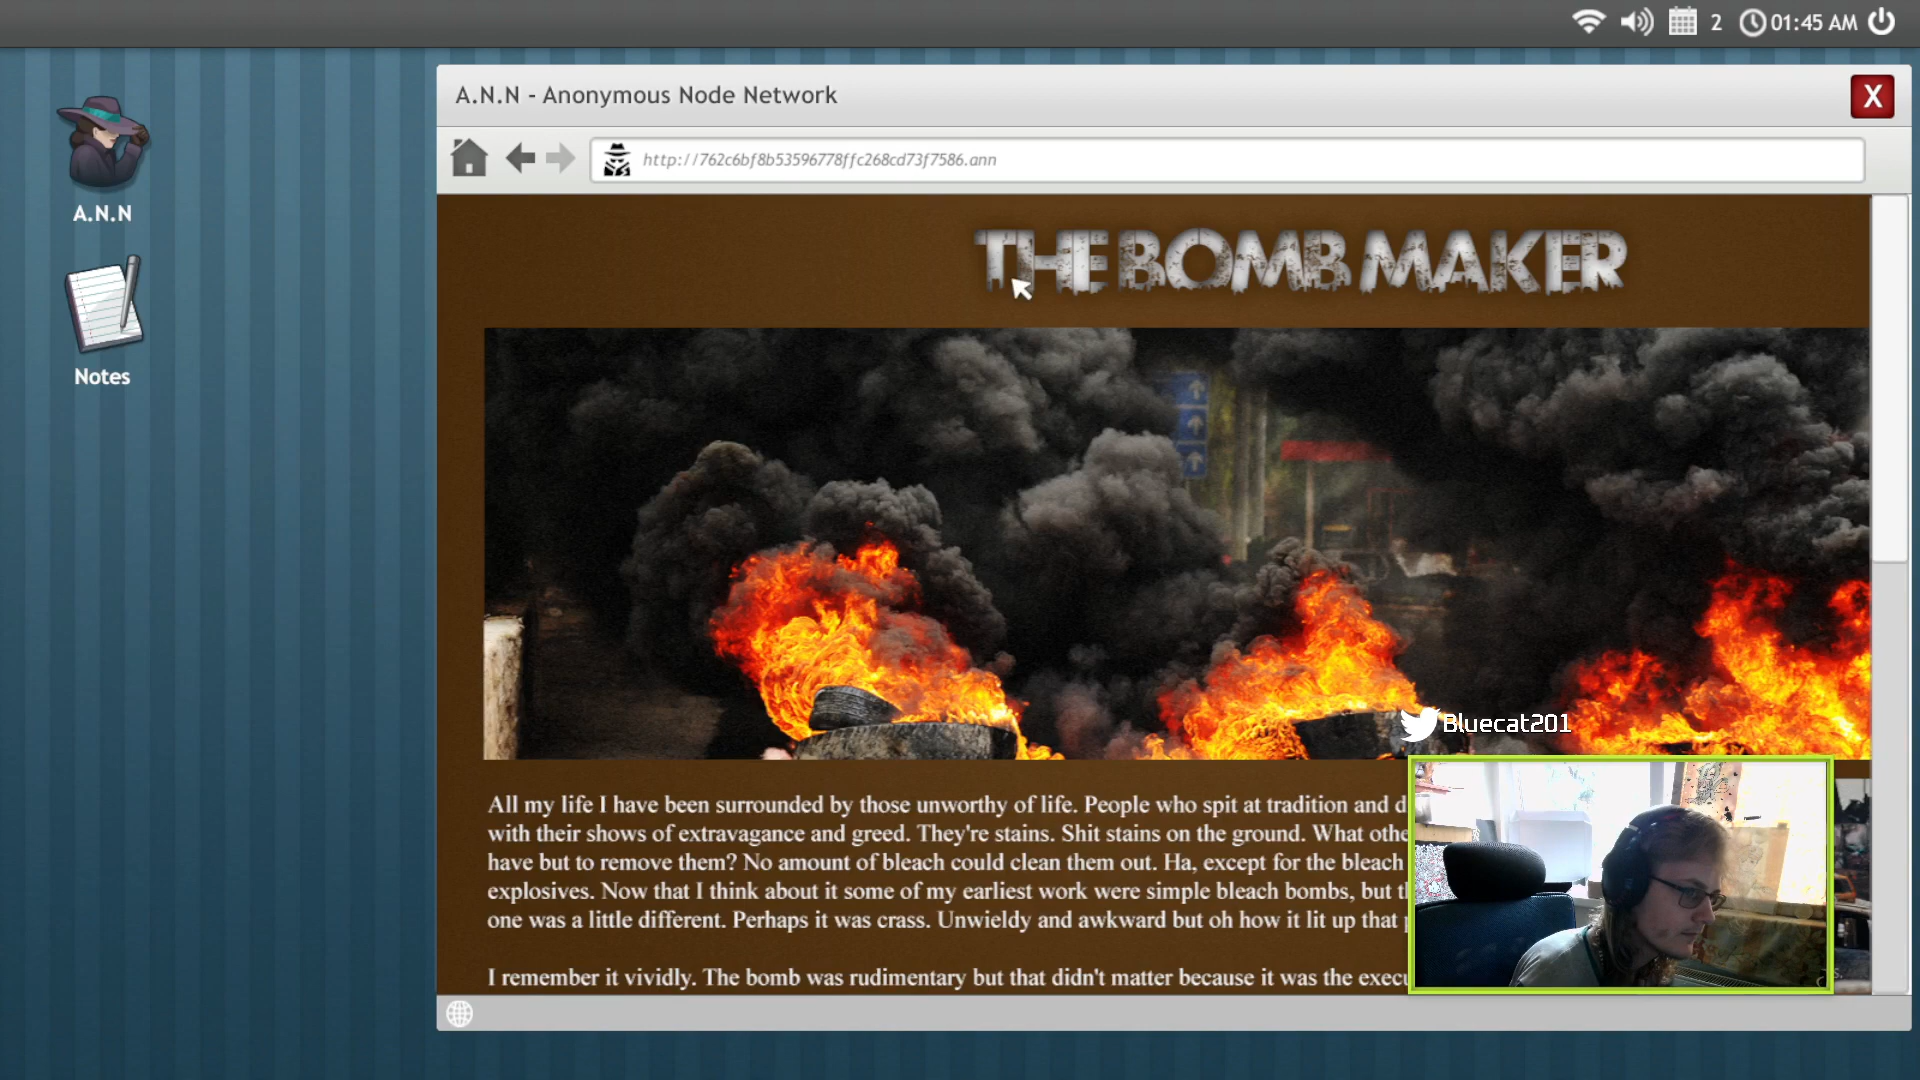 2 01:45 AM
A.N.N - Anonymous Node Network
X
http://762c6bf8b53596778ffc268cd73f7586.ann
A.N.N
Notes
THE BOMB MAKER
Bluecat201
All my life I have been surrounded by those unworthy of life. People who spit at tradition and d
with their shows of extravagance and greed. They're stains. Shit stains on the ground. What othe
have but to remove them? No amount of bleach could clean them out. Ha, except for the bleach
explosives. Now that I think about it some of my earliest work were simple bleach bombs, but th
one was a little different. Perhaps it was crass. Unwieldy and awkward but oh how it lit up that
I remember it vividly. The bomb was rudimentary but that didn't matter because it was the execu